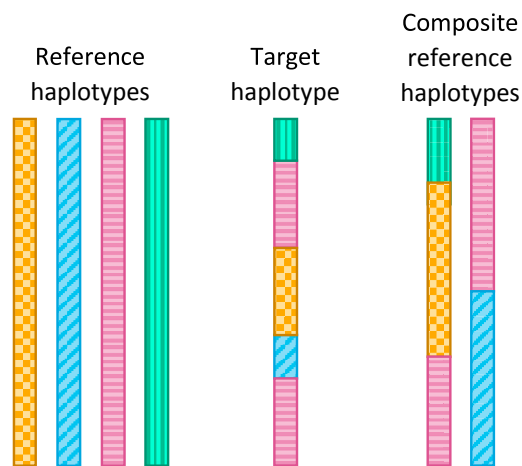 Reference
haplotypes
Target
haplotype
Composite
reference
haplotypes